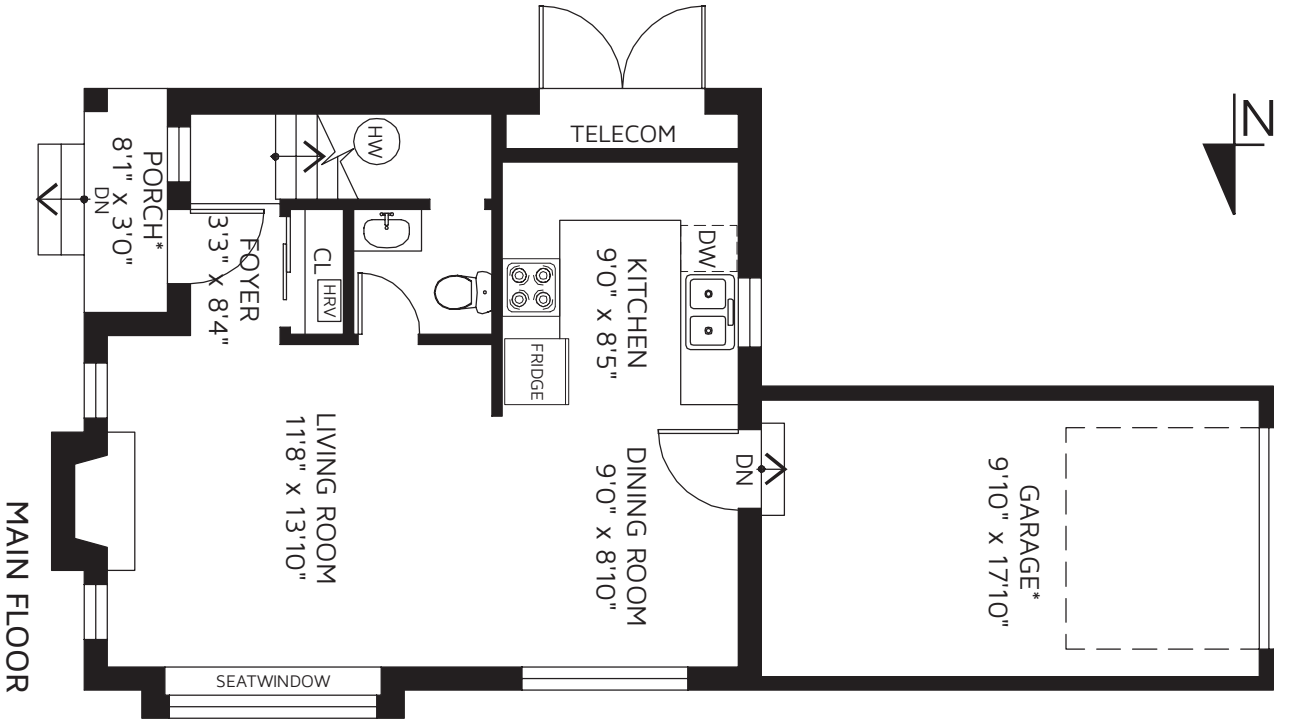 N
TELECOM
HW
PORCH*
8'1" x 3'0"
DN
FOYER
3'3" x 8'4"
CL
HRV
KITCHEN
9'0" x 8'5"
DW
FRIDGE
LIVING ROOM
11'8" x 13'10"
DINING ROOM
9'0" x 8'10"
DN
GARAGE*
9'10" x 17'10"
SEATWINDOW
MAIN FLOOR